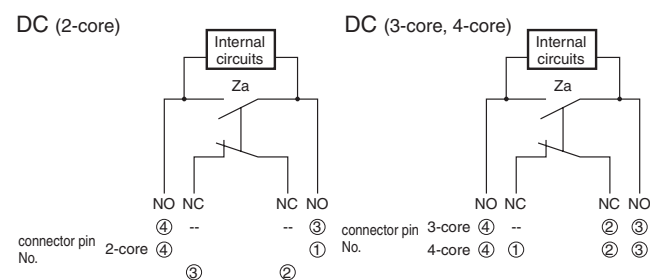 DC (2-core)
Internal
circuits
Za
NO NC NC NO
④ -- -- ③
connector pin
No.
2-core ④ ①
③ ②
DC (3-core, 4-core)
Internal
circuits
Za
NO NC NC NO
connector pin
No.
3-core ④ -- ② ③
4-core ④ ① ② ③